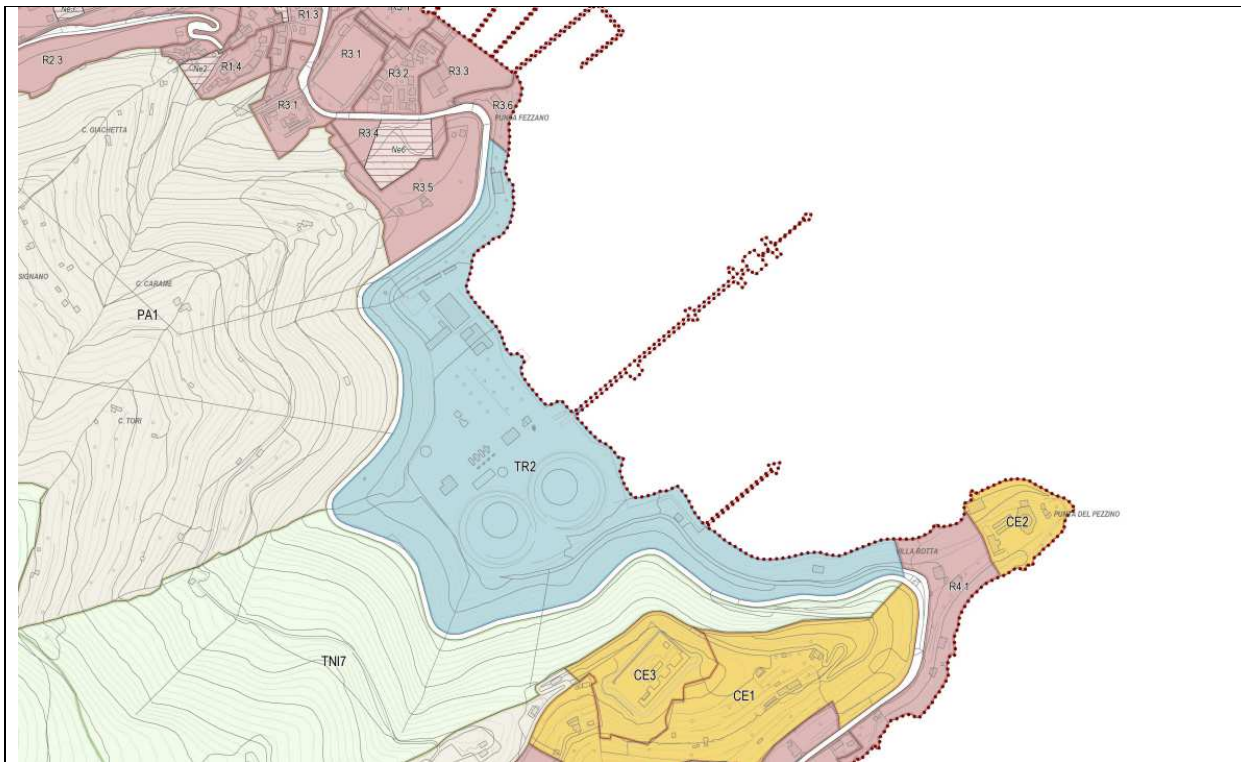 R1.3
R3.1
R3.2
R3.3
R2.3
R1.4
Ne2
R3.1
R3.6
PUNTA FEZZANO
C. GIACHETTA
R3.4
Ne6
R3.5
SIGNANO
C. CARAME
PA1
C. TORI
TR2
CE2
PUNTA DEL PEZZINO
VILLA ROTTA
R4.1
TNI7
CE3
CE1